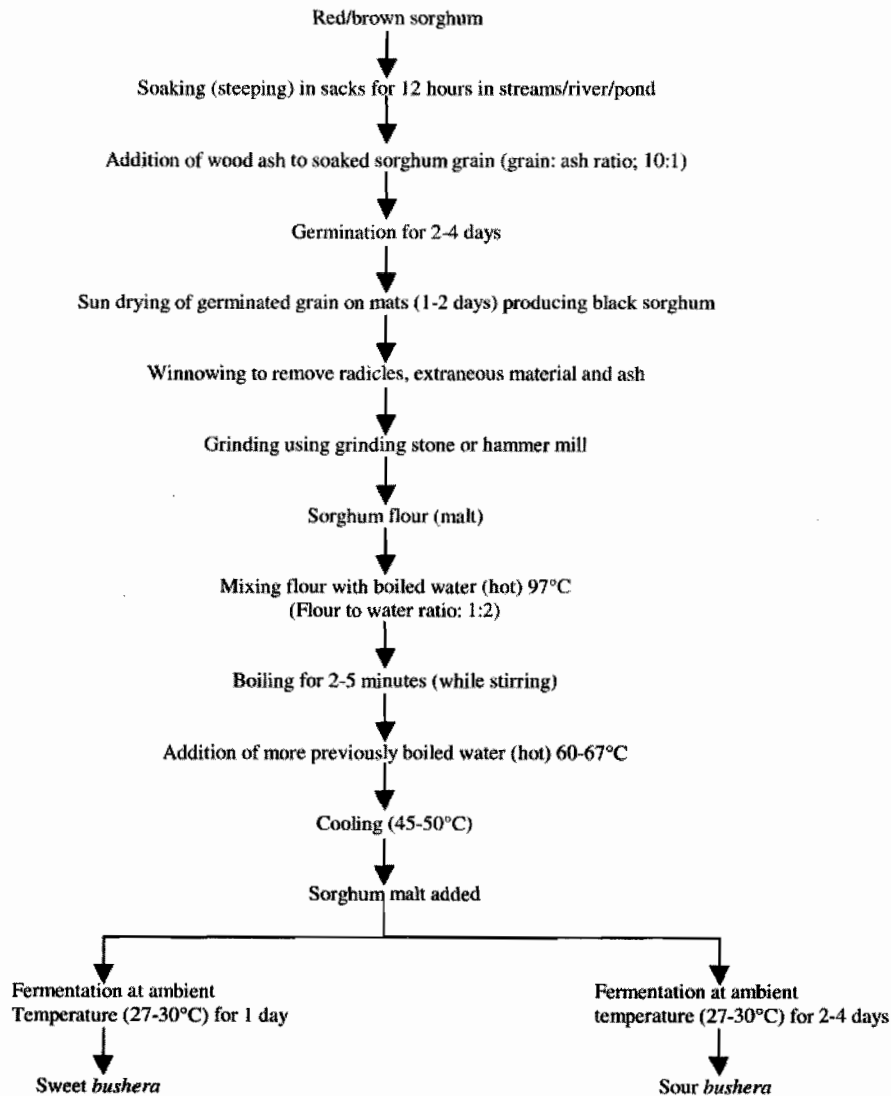 Red/brown sorghum
Soaking (steeping) in sacks for 12 hours in streams/river/pond
Addition of wood ash to soaked sorghum grain (grain: ash ratio; 10:1)
Germination for 2-4 days
Sun drying of germinated grain on mats (1-2 days) producing black sorghum
Winnowing to remove radicles, extraneous material and ash
Grinding using grinding stone or hammer mill
Sorghum flour (malt)
Mixing flour with boiled water (hot) 97°C
(Flour to water ratio: 1:2)
Boiling for 2-5 minutes (while stirring)
Addition of more previously boiled water (hot) 60-67°C
Cooling (45-50°C)
Sorghum malt added
Fermentation at ambient
Temperature (27-30°C) for 1 day
Fermentation at ambient
temperature (27-30°C) for 2-4 days
Sweet bushera
Sour bushera